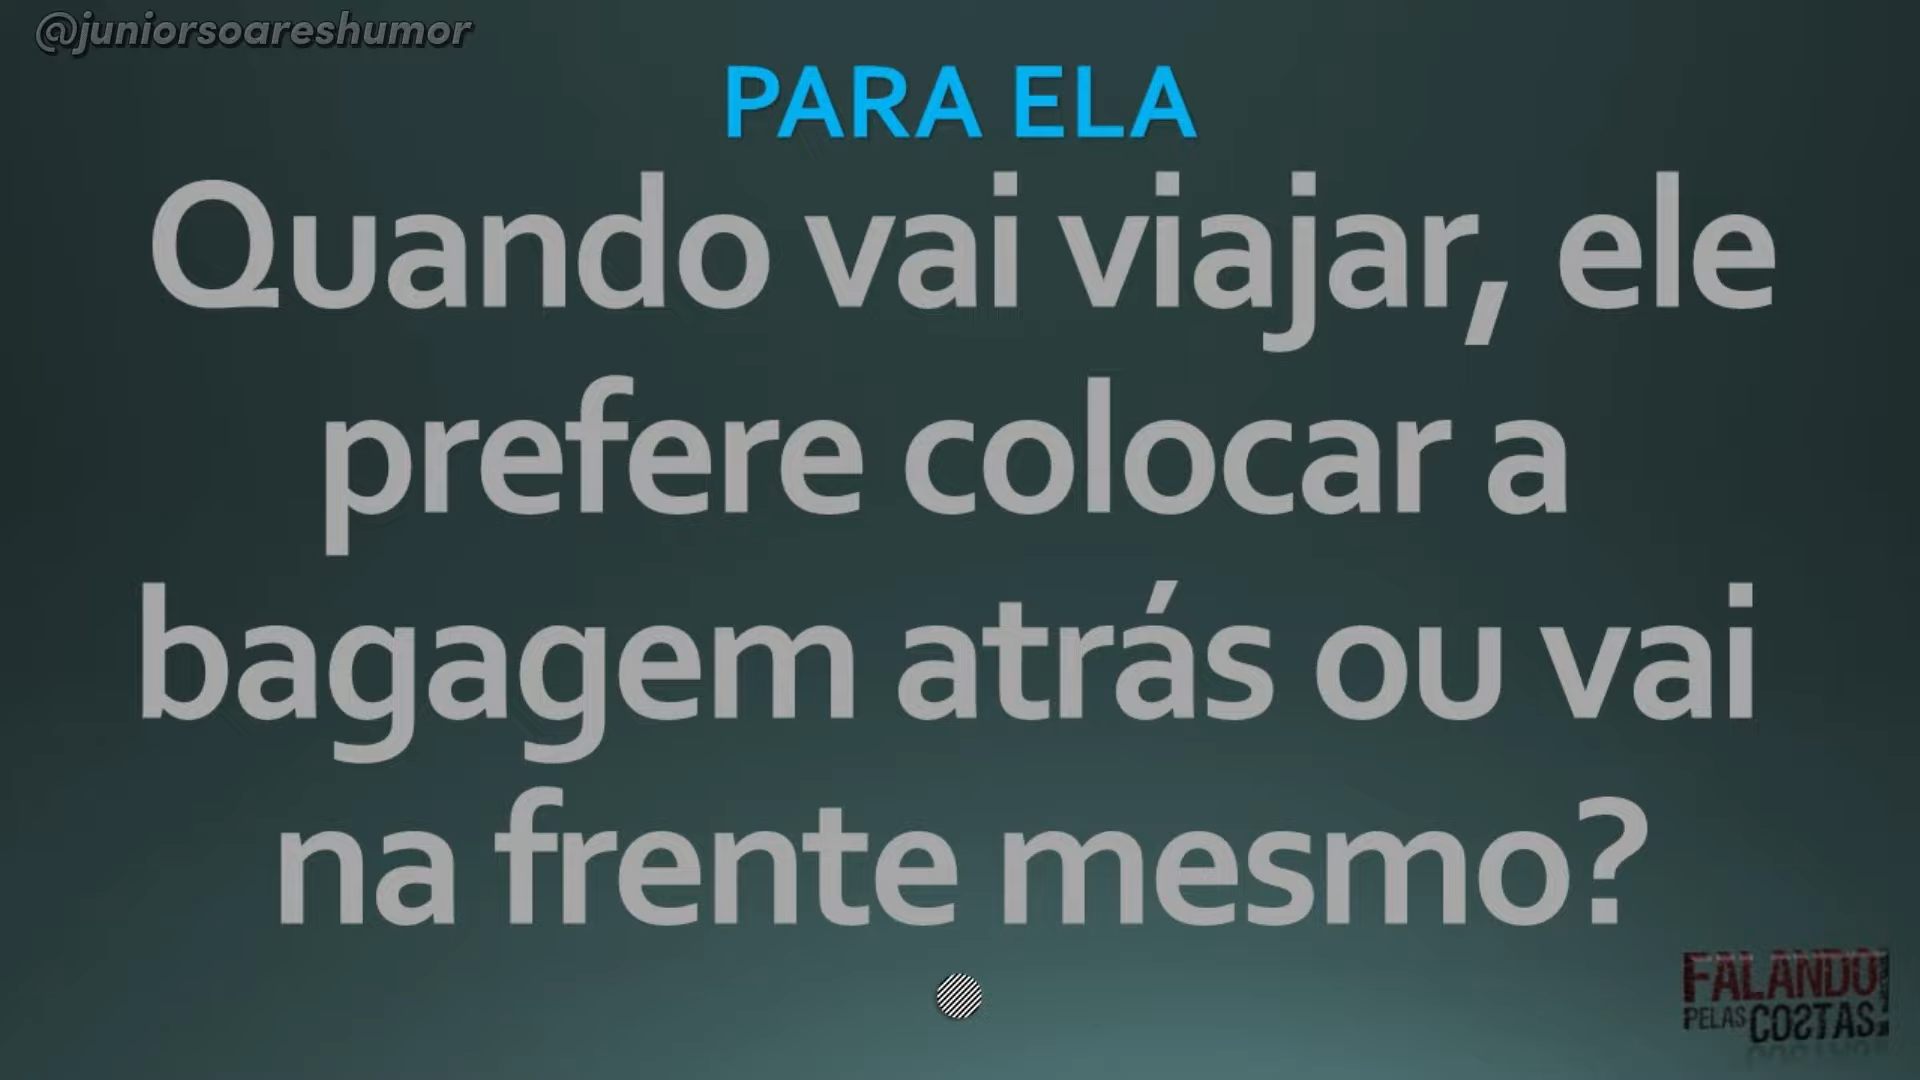 @juniorsoareshumor
PARA ELA
Quando vai viajar, ele
prefere colocar a
bagagem atrás ou vai
na frente mesmo?
FALANDO
PELAS COSTAS!